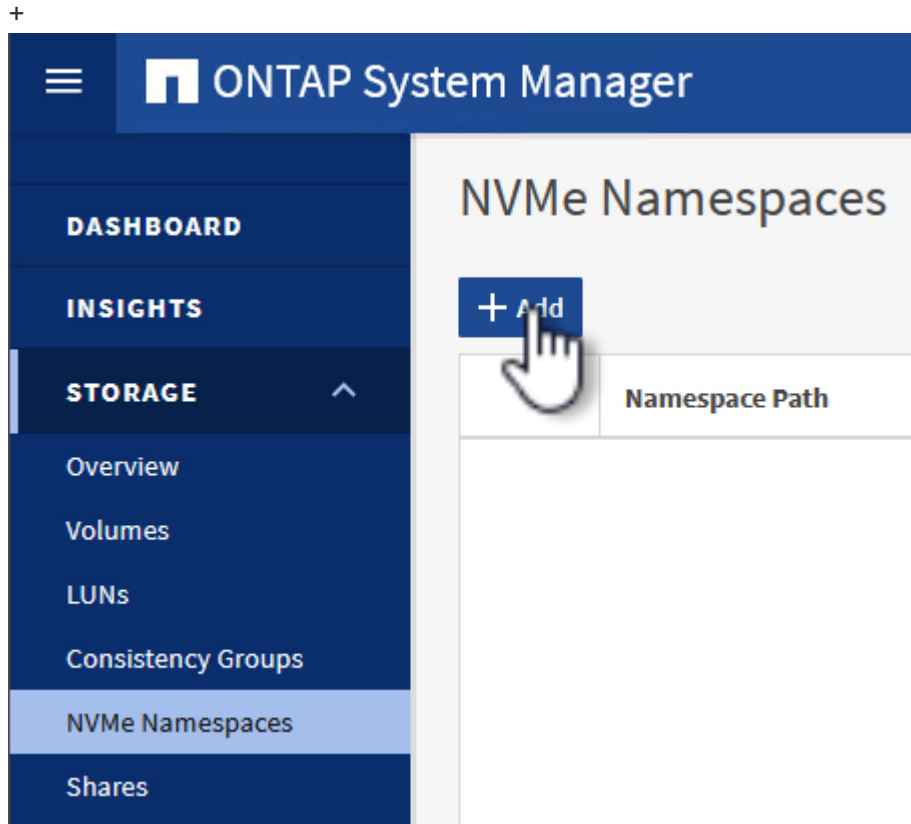 +
ONTAP System Manager
DASHBOARD
INSIGHTS
STORAGE
Overview
Volumes
LUNs
Consistency Groups
NVMe Namespaces
Shares
NVMe Namespaces
+ Add
Namespace Path